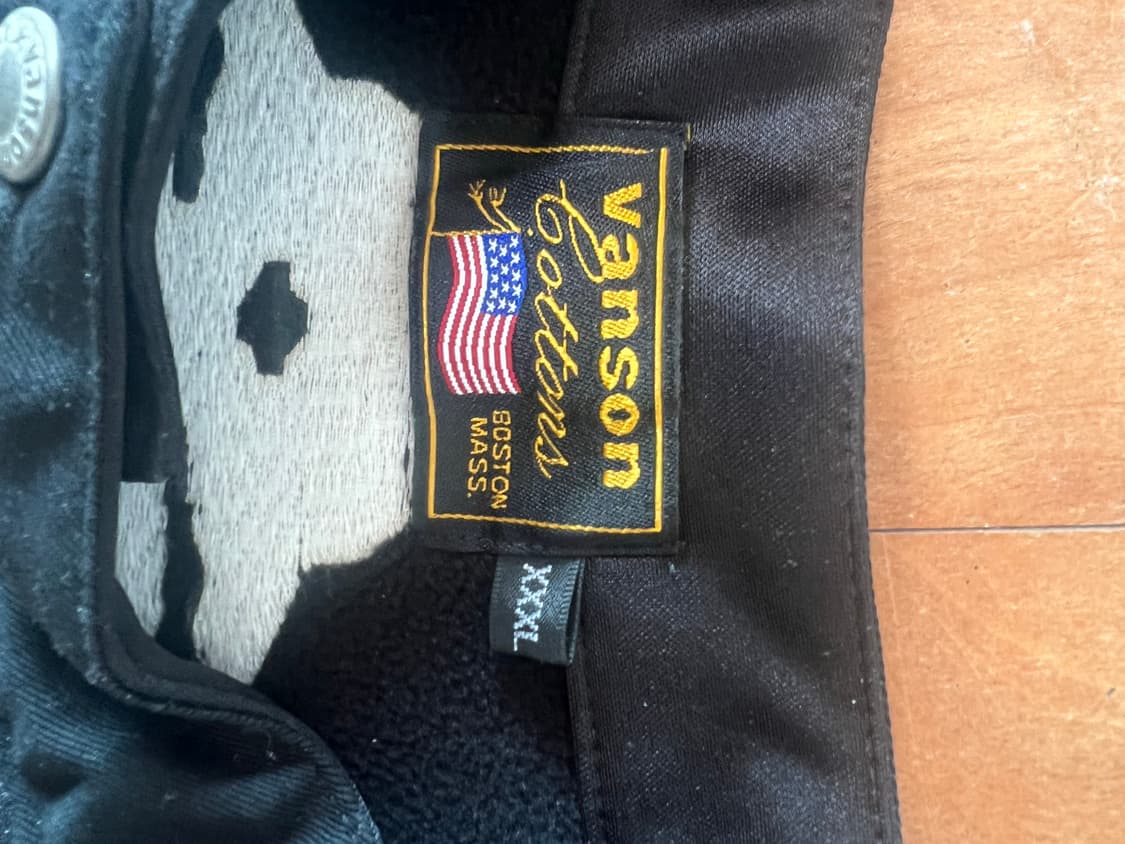 vanson
Cottons
BOSTON
MASS.
XXXL